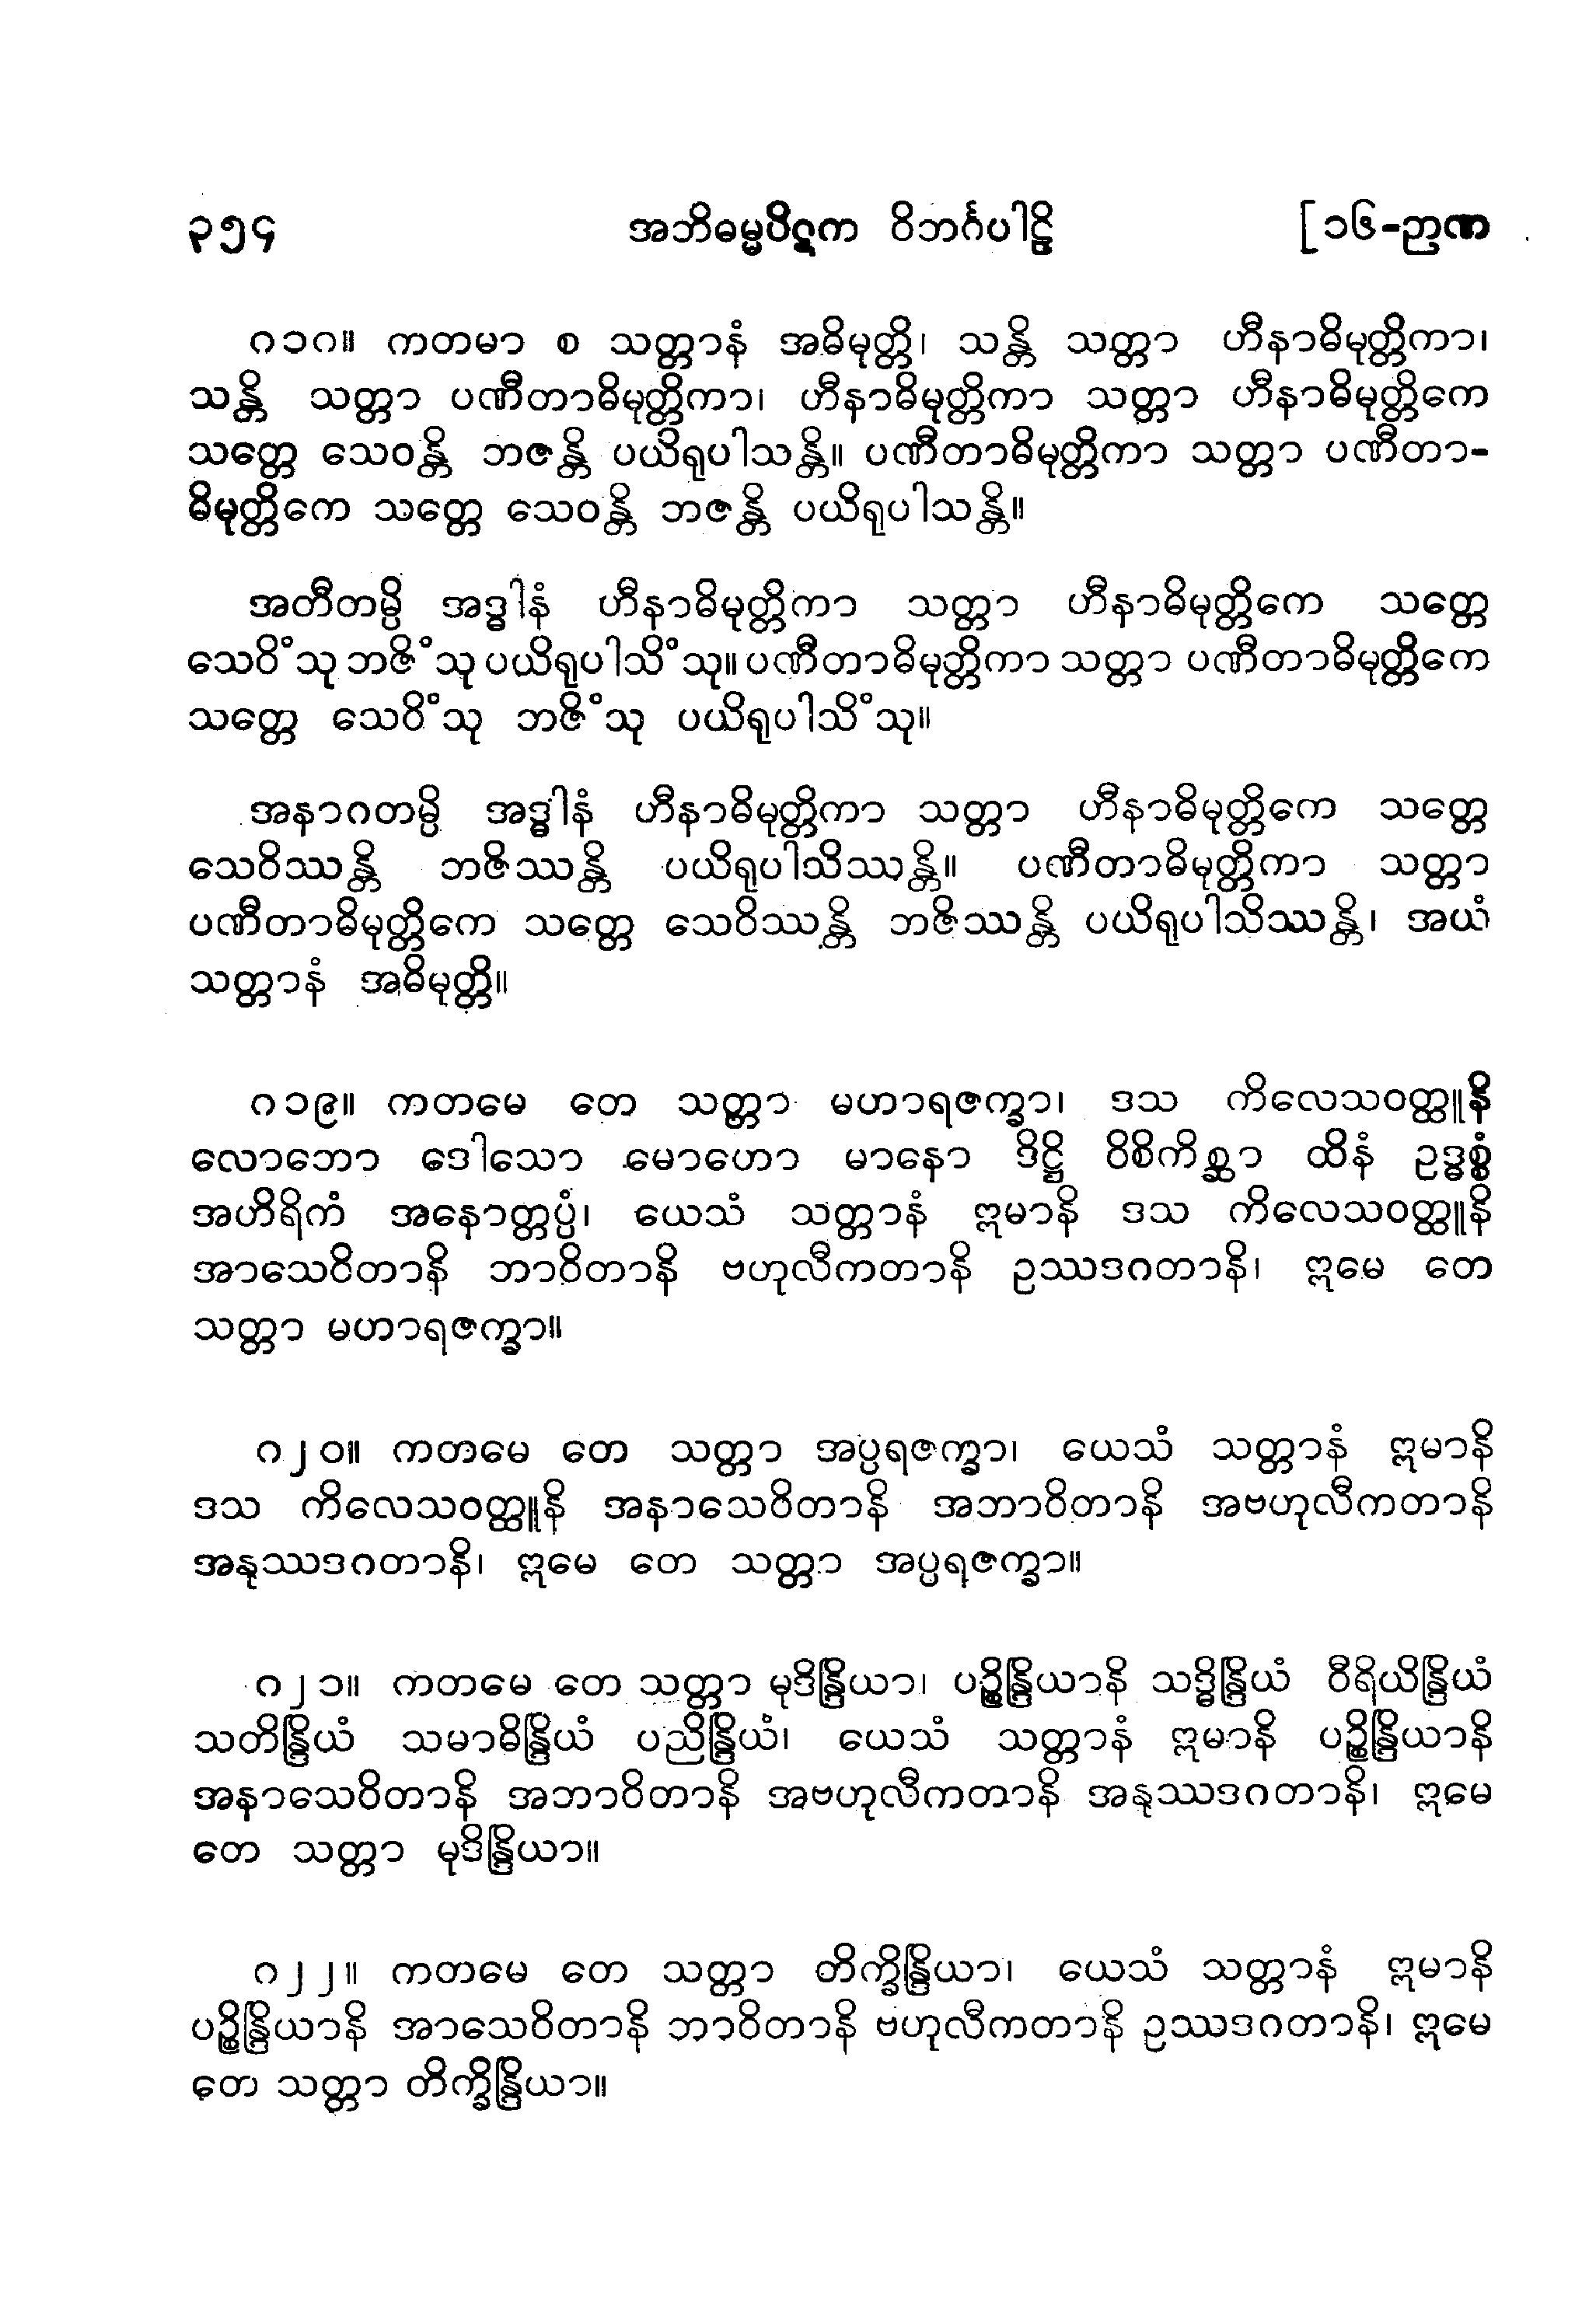 ၃၅၄ အဘိဓမ္မပိဋက ဝိဘင်္ဂပါဠိ [၁၆-ဉာဏ
၈၁၈။ ကတမာ စ သတ္တာနံ အဓိမုတ္တိ၊ သန္တိ သတ္တာ ဟီနာဓိမုတ္တိကာ၊
သန္တိ သတ္တာ ပဏီတာဓိမုတ္တိကာ၊ ဟီနာဓိမုတ္တိကာ သတ္တာ ဟီနာဓိမုတ္တိကေ
သတ္တေ သေဝန္တိ ဘဇန္တိ ပယိရုပါသန္တိ။ ပဏီတာဓိမုတ္တိကာ သတ္တာ ပဏီတာ-
ဓိမုတ္တိကေ သတ္တေ သေဝန္တိ ဘဇန္တိ ပယိရုပါသန္တိ။
အတီတမ္ပိ အဒ္ဓါနံ ဟီနာဓိမုတ္တိကာ သတ္တာ ဟီနာဓိမုတ္တိကေ သတ္တေ
သေဝိံသု ဘဇိံသု ပယိရုပါသိံသု။ ပဏီတာဓိမုတ္တိကာ သတ္တာ ပဏီတာဓိမုတ္တိကေ
သတ္တေ သေဝိံသု ဘဇိံသု ပယိရုပါသိံသု။
အနာဂတမ္ပိ အဒ္ဓါနံ ဟီနာဓိမုတ္တိကာ သတ္တာ ဟီနာဓိမုတ္တိကေ သတ္တေ
သေဝိဿန္တိ ဘဇိဿန္တိ ပယိရုပါသိဿန္တိ။ ပဏီတာဓိမုတ္တိကာ သတ္တာ
ပဏီတာဓိမုတ္တိကေ သတ္တေ သေဝိဿန္တိ ဘဇိဿန္တိ ပယိရုပါသိဿန္တိ၊ အယံ
သတ္တာနံ အဓိမုတ္တိ။
၈၁၉။ ကတမေ တေ သတ္တာ မဟာရဇက္ခာ၊ ဒသ ကိလေသဝတ္ထူနိ
လောဘော ဒေါသော မောဟော မာနော ဒိဋ္ဌိ ဝိစိကိစ္ဆာ ထိနံ ဥဒ္ဓစ္စံ
အဟိရိကံ အနောတ္တပ္ပံ၊ ယေသံ သတ္တာနံ ဣမာနိ ဒသ ကိလေသဝတ္ထူနိ
အာသေဝိတာနိ ဘာဝိတာနိ ဗဟုလီကတာနိ ဥဿဒဂတာနိ၊ ဣမေ တေ
သတ္တာ မဟာရဇက္ခာ။
၈၂၀။ ကတမေ တေ သတ္တာ အပ္ပရဇက္ခာ၊ ယေသံ သတ္တာနံ ဣမာနိ
ဒသ ကိလေသဝတ္ထူနိ အနာသေဝိတာနိ အဘာဝိတာနိ အဗဟုလီကတာနိ
အနုဿဒဂတာနိ၊ ဣမေ တေ သတ္တာ အပ္ပရဇက္ခာ။
၈၂၁။ ကတမေ တေ သတ္တာ မုဒိန္ဒြိယာ၊ ပဉ္စိန္ဒြိယာနိ သဒ္ဓိန္ဒြိယံ ဝီရိယိန္ဒြိယံ
သတိန္ဒြိယံ သမာဓိန္ဒြိယံ ပညိန္ဒြိယံ၊ ယေသံ သတ္တာနံ ဣမာနိ ပဉ္စိန္ဒြိယာနိ
အနာသေဝိတာနိ အဘာဝိတာနိ အဗဟုလီကတာနိ အနုဿဒဂတာနိ၊ ဣမေ
တေ သတ္တာ မုဒိန္ဒြိယာ။
၈၂၂။ ကတမေ တေ သတ္တာ တိက္ခိန္ဒြိယာ၊ ယေသံ သတ္တာနံ ဣမာနိ
ပဉ္စိန္ဒြိယာနိ အာသေဝိတာနိ ဘာဝိတာနိ ဗဟုလီကတာနိ ဥဿဒဂတာနိ၊ ဣမေ
တေ သတ္တာ တိက္ခိန္ဒြိယာ။